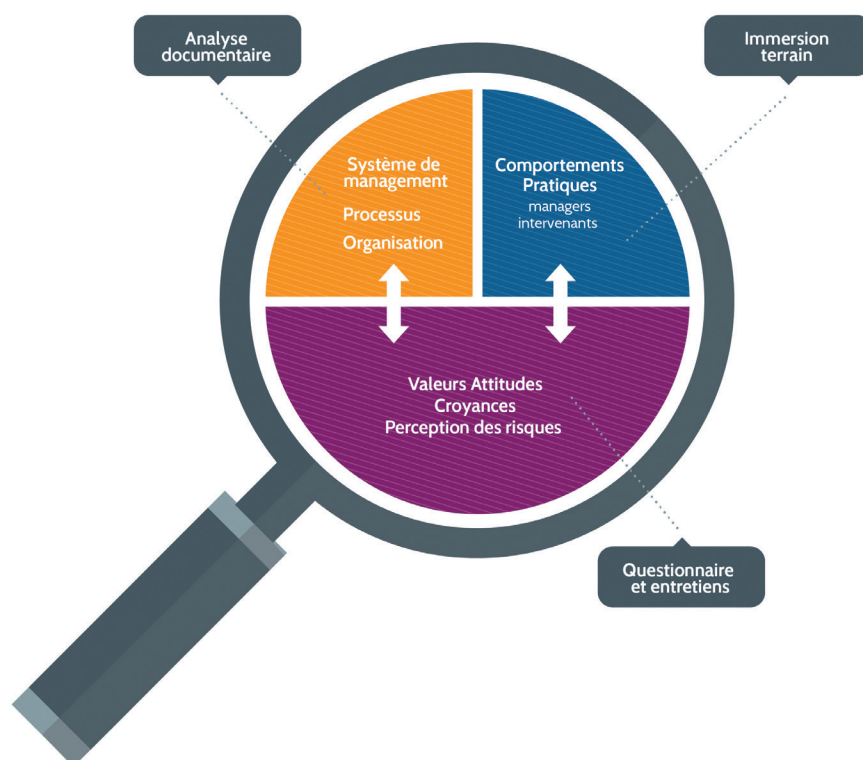 Analyse
documentaire
Immersion
terrain
Système de
management
Processus
Organisation
Comportements
Pratiques
managers
intervenants
Valeurs Attitudes
Croyances
Perception des risques
Questionnaire
et entretiens